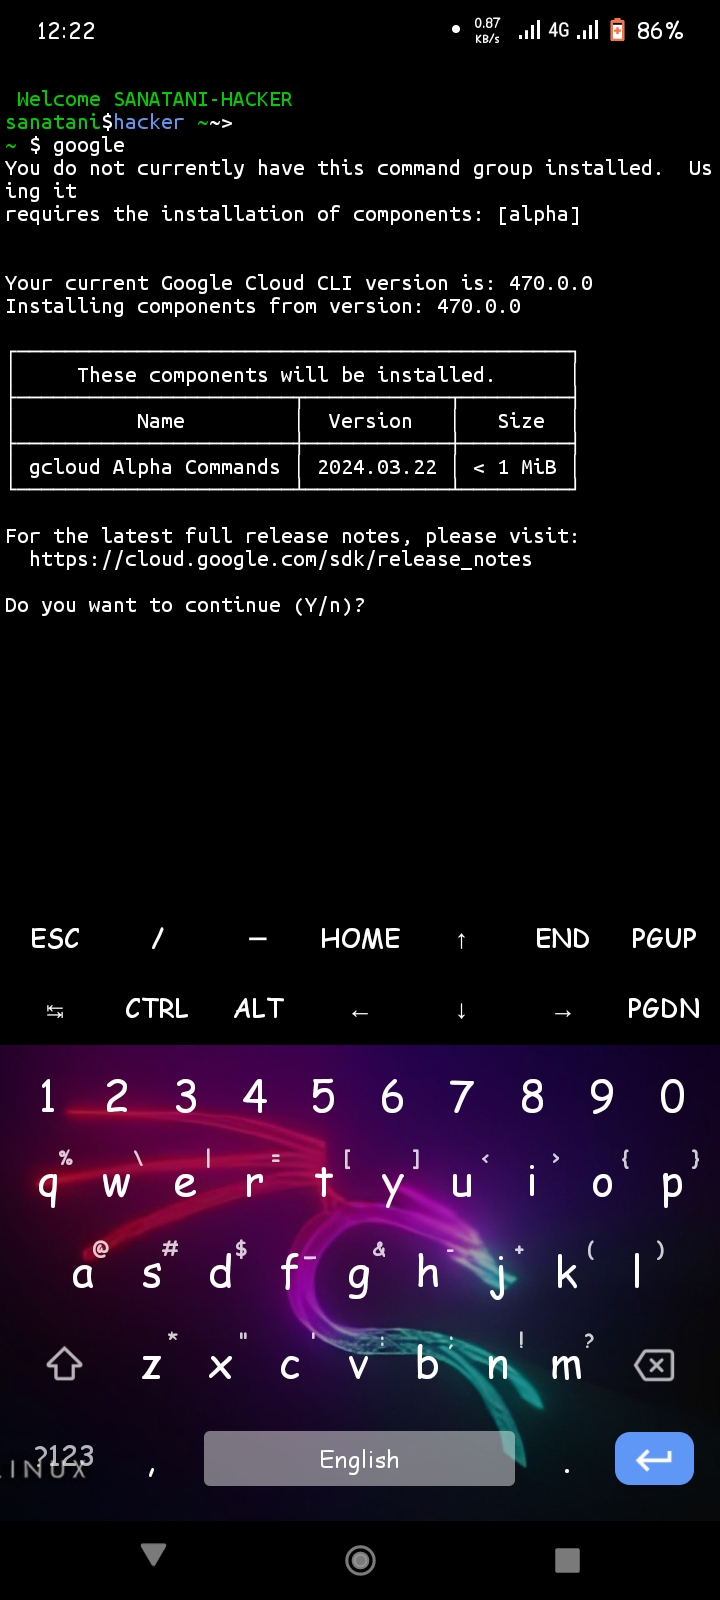 12:22
0.87
KB/s
4G
86%
Welcome SANATANI-HACKER
sanatani$hacker ~~>
~ $ google
You do not currently have this command group installed.  Us
ing it
requires the installation of components: [alpha]
Your current Google Cloud CLI version is: 470.0.0
Installing components from version: 470.0.0
These components will be installed.
Name Version Size
gcloud Alpha Commands 2024.03.22 < 1 MiB
For the latest full release notes, please visit:
https://cloud.google.com/sdk/release_notes
Do you want to continue (Y/n)?
ESC / — HOME ↑ END PGUP
↹ CTRL ALT ← ↓ → PGDN
1 2 3 4 5 6 7 8 9 0
% \ | = [ ] < > { }
q w e r t y u i o p
@ # $ _ & - + ( )
a s d f g h j k l
* " ' : ; ! ?
z x c v b n m
?123 , English .
LINUX